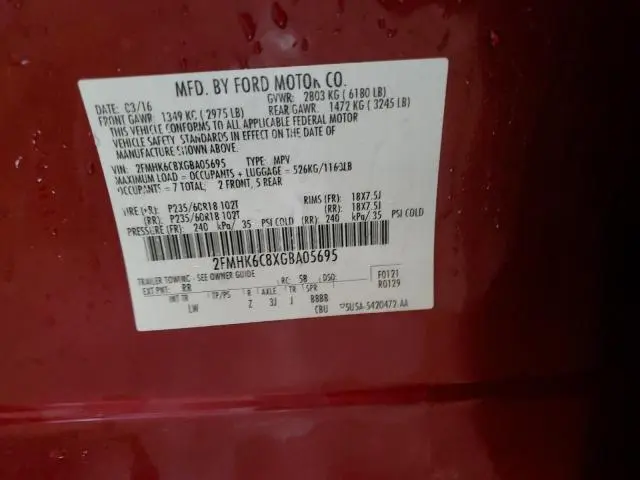 MFD. BY FORD MOTOR CO.
DATE: 03/16 GVWR: 2803 KG ( 6180 LB)
FRONT GAWR: 1349 KG ( 2975 LB) REAR GAWR: 1472 KG ( 3245 LB)
THIS VEHICLE CONFORMS TO ALL APPLICABLE FEDERAL MOTOR
VEHICLE SAFETY STANDARDS IN EFFECT ON THE DATE OF
MANUFACTURE SHOWN ABOVE.
VIN: 2FMHK6C8XGBA05695 TYPE: MPV
MAXIMUM LOAD = OCCUPANTS + LUGGAGE = 526KG/1160LB
OCCUPANTS = 7 TOTAL, 2 FRONT, 5 REAR
TIRE (FR): P235/60R18 102T RIMS (FR): 18X7.5J
(RR): P235/60R18 102T (RR): 18X7.5J
PRESSURE (FR): 240 kPa/ 35 PSI COLD (RR): 240 kPa/ 35 PSI COLD
2FMHK6C8XGBA05695
TRAILER TOWING - SEE OWNER GUIDE
EXT PNT: RR RC: 58 DSO: F0121
R0129
INT TR TP/PS R AXLE TR SPR
LW Z 3J J BBBB
CBU 5U5A-5420472-AA